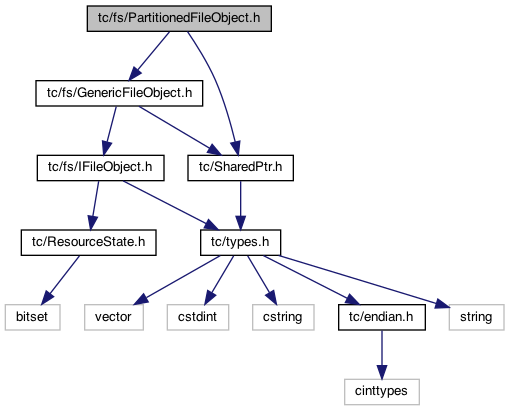 tc/fs/PartitionedFileObject.h
tc/fs/GenericFileObject.h
tc/fs/IFileObject.h
tc/SharedPtr.h
tc/ResourceState.h
tc/types.h
bitset
vector
cstdint
cstring
tc/endian.h
string
cinttypes